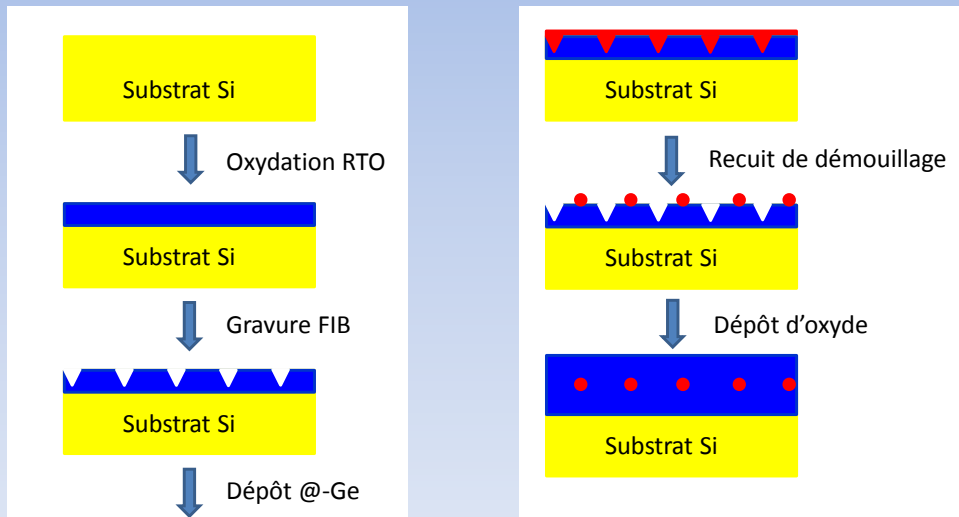 Substrat Si
Oxydation RTO
Substrat Si
Gravure FIB
Substrat Si
Dépôt @-Ge
Substrat Si
Recuit de démouillage
Substrat Si
Dépôt d’oxyde
Substrat Si